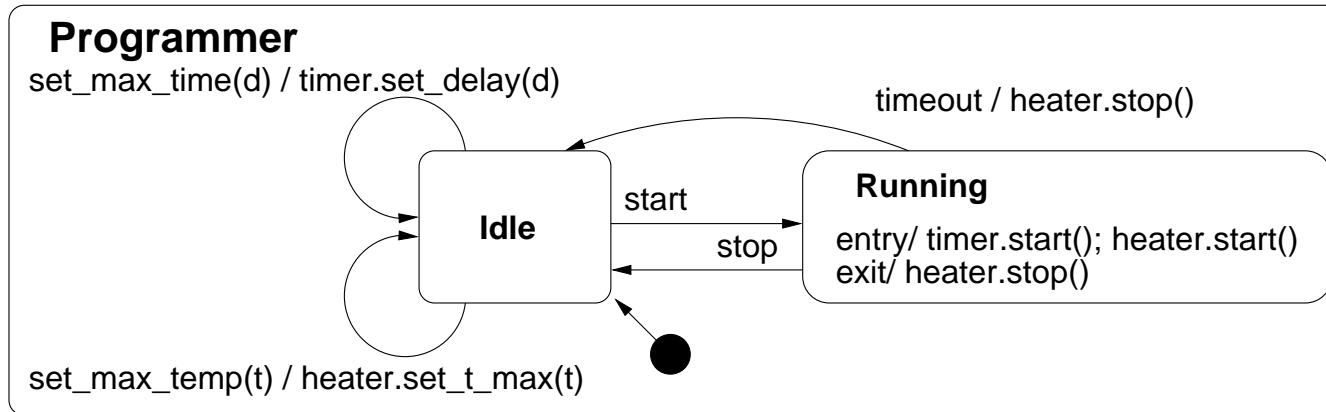 Programmer
set_max_time(d) / timer.set_delay(d)
timeout / heater.stop()
Idle
start
stop
Running
entry/ timer.start(); heater.start()
exit/ heater.stop()
set_max_temp(t) / heater.set_t_max(t)